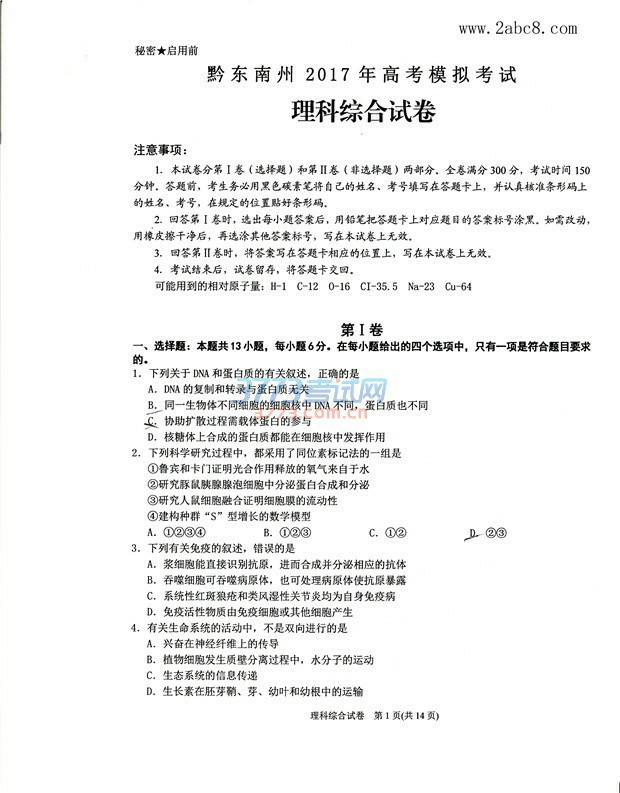 www.2abc8.com
秘密★启用前
黔东南州 2017 年高考模拟考试
理科综合试卷
注意事项：
1. 本试卷分第Ⅰ卷（选择题）和第Ⅱ卷（非选择题）两部分。全卷满分 300 分，考试时间 150
分钟。答题前，考生务必用黑色碳素笔将自己的姓名、考号填写在答题卡上，并认真核准条形码上
的姓名、考号，在规定的位置贴好条形码。
2. 回答第Ⅰ卷时，选出每小题答案后，用铅笔把答题卡上对应题目的答案标号涂黑。如需改动，
用橡皮擦干净后，再选涂其他答案标号，写在本试卷上无效。
3. 回答第Ⅱ卷时，将答案写在答题卡相应的位置上，写在本试卷上无效。
4. 考试结束后，试卷留存，将答题卡交回。
可能用到的相对原子量：H-1 C-12 O-16 CI-35.5 Na-23 Cu-64
第Ⅰ卷
一、选择题：本题共 13 小题，每小题 6 分。在每小题给出的四个选项中，只有一项是符合题目要求
的。
1．下列关于 DNA 和蛋白质的有关叙述，正确的是
A．DNA 的复制和转录与蛋白质无关
B．同一生物体不同细胞的细胞核中 DNA 不同，蛋白质也不同
C．协助扩散过程需载体蛋白的参与
D．核糖体上合成的蛋白质都能在细胞核中发挥作用
2．下列科学研究过程中，都采用了同位素标记法的一组是
①鲁宾和卡门证明光合作用释放的氧气来自于水
②研究豚鼠胰腺腺泡细胞中分泌蛋白合成和分泌
③研究人鼠细胞融合证明细胞膜的流动性
④建构种群“S”型增长的数学模型
A．①②③④ B．①②③ C．①② D．②③
3．下列有关免疫的叙述，错误的是
A．浆细胞能直接识别抗原，进而合成并分泌相应的抗体
B．吞噬细胞可吞噬病原体，也可处理病原体使抗原暴露
C．系统性红斑狼疮和类风湿性关节炎均为自身免疫病
D．免疫活性物质由免疫细胞或其他细胞产生
4．有关生命系统的活动中，不是双向进行的是
A．兴奋在神经纤维上的传导
B．植物细胞发生质壁分离过程中，水分子的运动
C．生态系统的信息传递
D．生长素在胚芽鞘、芽、幼叶和幼根中的运输
3773考试网
3773.com.cn
理科综合试卷 第 1 页(共 14 页)